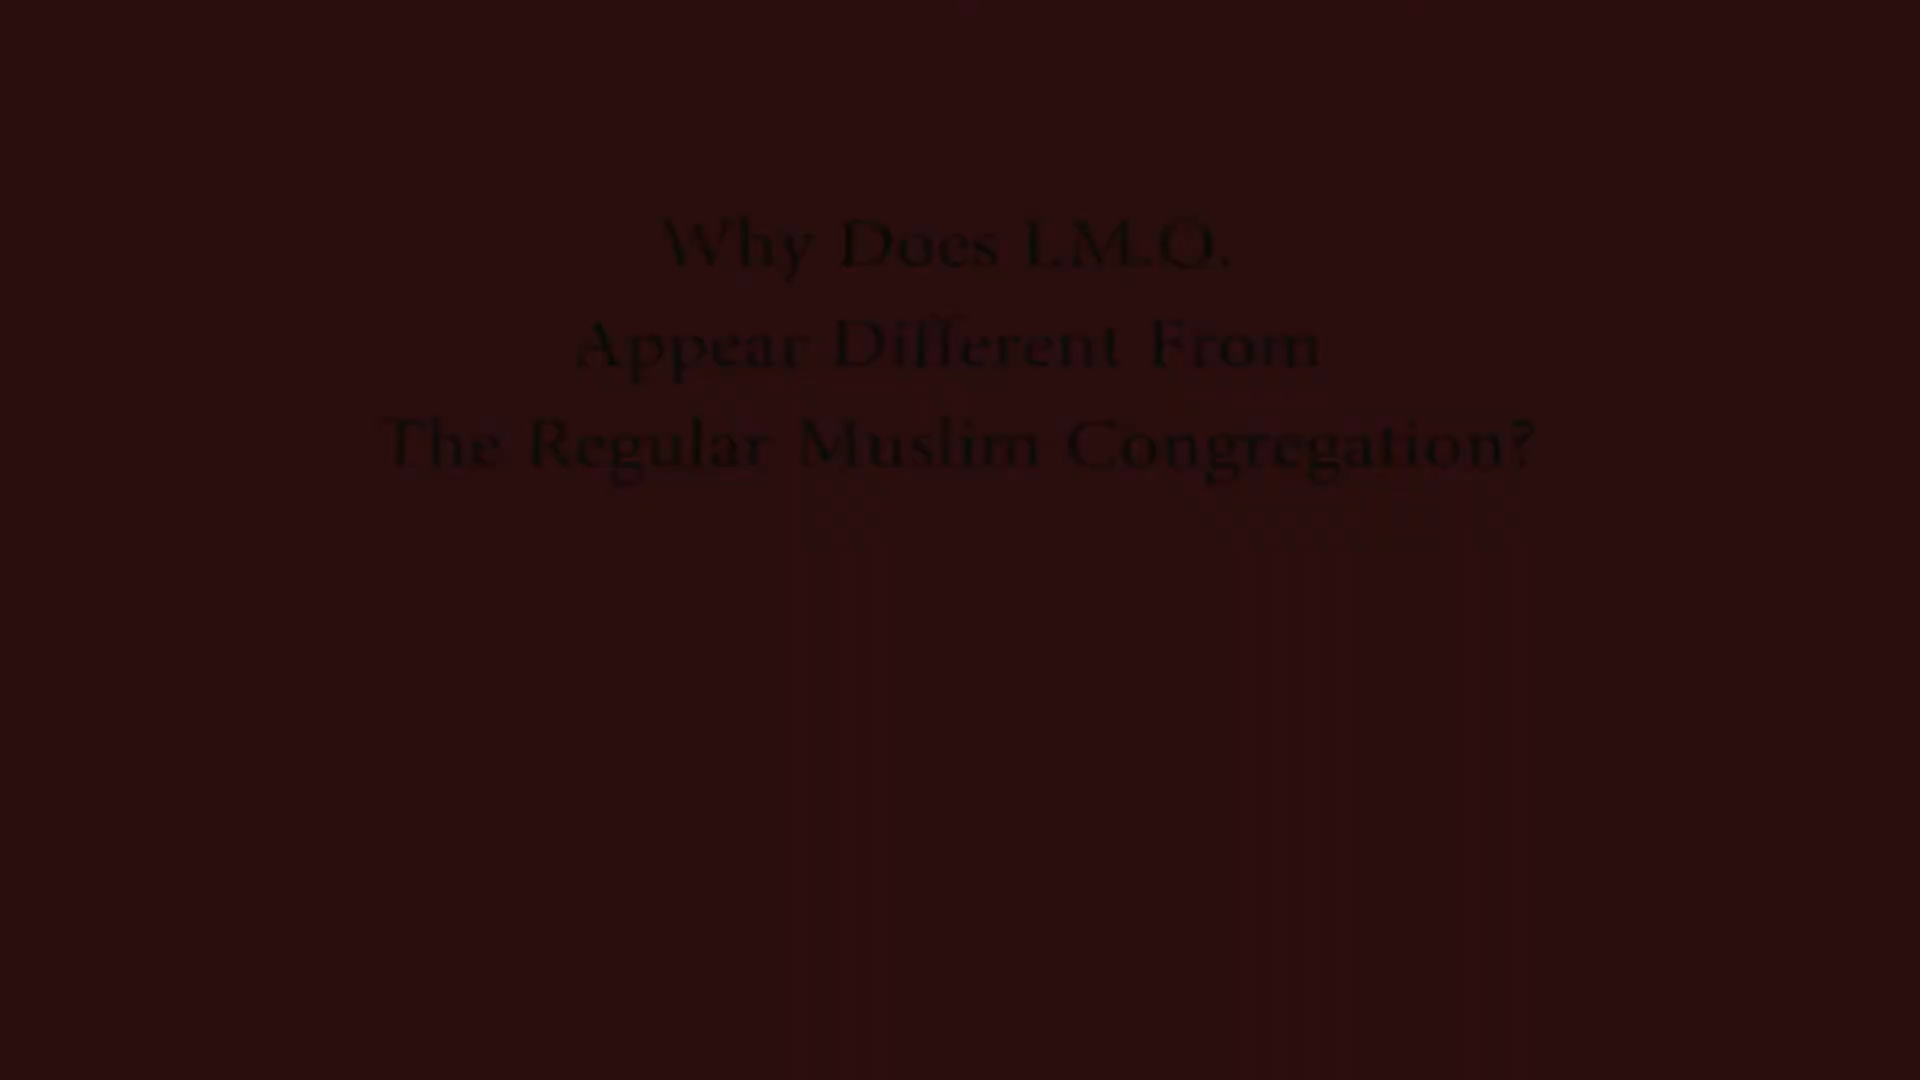 Why Does I.M.O.
Appear Different From
The Regular Muslim Congregation?